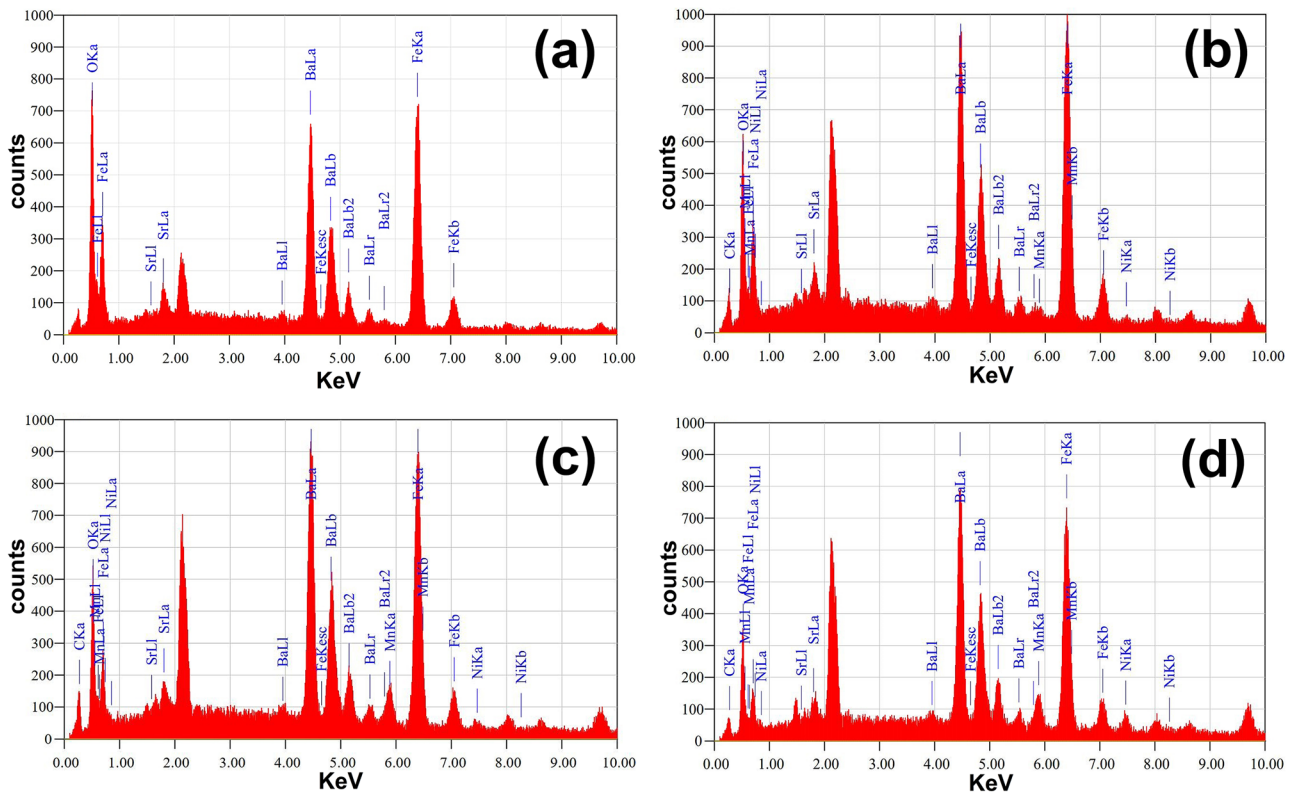 (a)
1000
900
800
700
600
500
400
300
200
100
0
counts
OKa
FeLl
FeLa
SrLl
SrLa
BaLl
BaLa
FeKesc
BaLb
BaLb2
BaLr
BaLr2
FeKa
FeKb
0.00 1.00 2.00 3.00 4.00 5.00 6.00 7.00 8.00 9.00 10.00
KeV
(b)
1000
900
800
700
600
500
400
300
200
100
0
counts
CKa
OKa
MnLl
MnLa
FeLl
FeLa
NiLl
NiLa
SrLl
SrLa
BaLl
BaLa
FeKesc
BaLb
BaLb2
BaLr
BaLr2
MnKa
FeKa
MnKb
FeKb
NiKa
NiKb
0.00 1.00 2.00 3.00 4.00 5.00 6.00 7.00 8.00 9.00 10.00
KeV
(c)
1000
900
800
700
600
500
400
300
200
100
0
counts
CKa
OKa
MnLl
MnLa
FeLl
FeLa
NiLl
NiLa
SrLl
SrLa
BaLl
BaLa
FeKesc
BaLb
BaLb2
BaLr
BaLr2
MnKa
FeKa
MnKb
FeKb
NiKa
NiKb
0.00 1.00 2.00 3.00 4.00 5.00 6.00 7.00 8.00 9.00 10.00
KeV
(d)
1000
900
800
700
600
500
400
300
200
100
0
counts
CKa
OKa
MnLl
MnLa
FeLl
FeLa
NiLl
NiLa
SrLl
SrLa
BaLl
BaLa
FeKesc
BaLb
BaLb2
BaLr
BaLr2
MnKa
FeKa
MnKb
FeKb
NiKa
NiKb
0.00 1.00 2.00 3.00 4.00 5.00 6.00 7.00 8.00 9.00 10.00
KeV